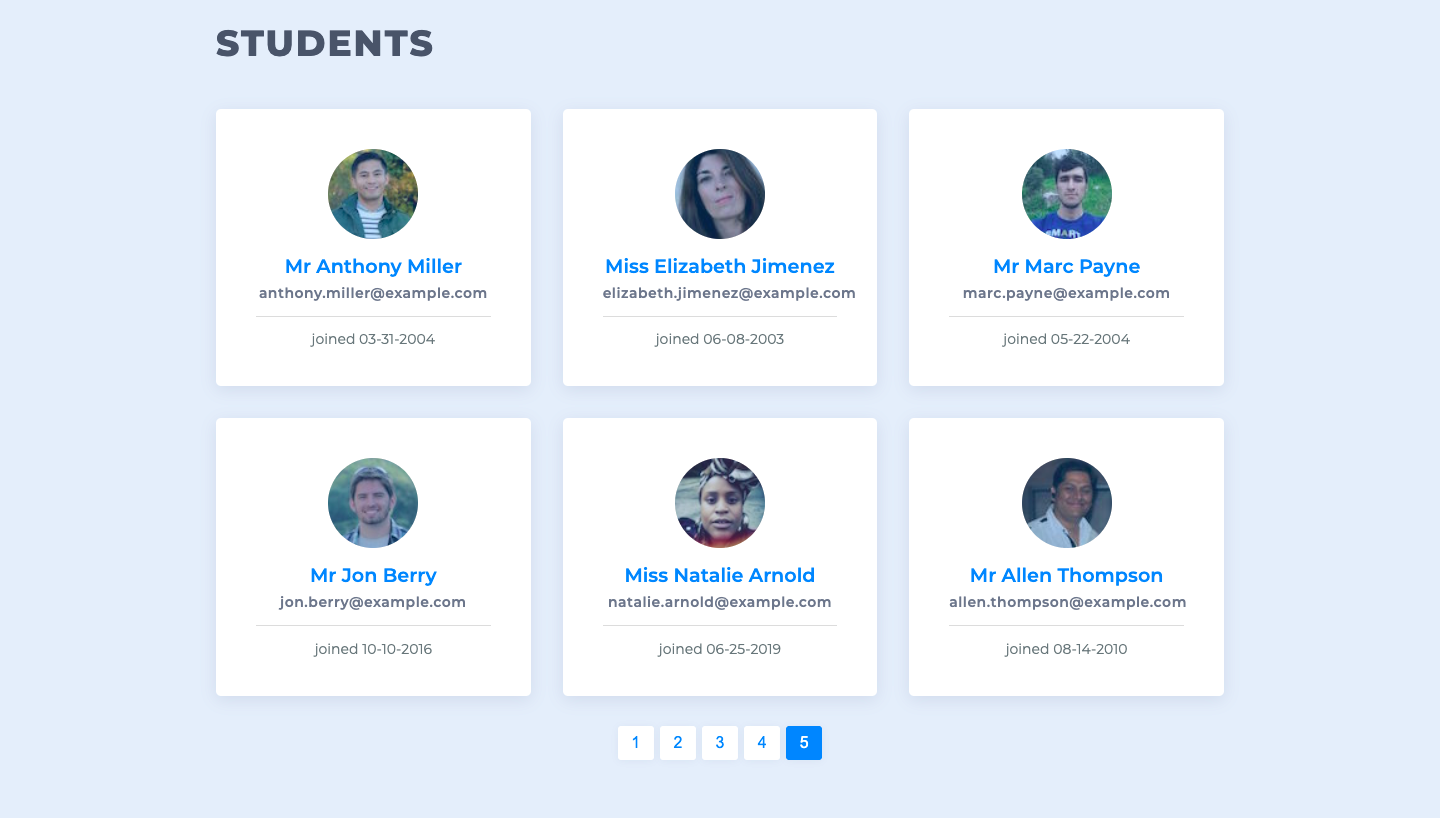 STUDENTS
Mr Anthony Miller
anthony.miller@example.com
joined 03-31-2004
Miss Elizabeth Jimenez
elizabeth.jimenez@example.com
joined 06-08-2003
Mr Marc Payne
marc.payne@example.com
joined 05-22-2004
Mr Jon Berry
jon.berry@example.com
joined 10-10-2016
Miss Natalie Arnold
natalie.arnold@example.com
joined 06-25-2019
Mr Allen Thompson
allen.thompson@example.com
joined 08-14-2010
1 2 3 4 5